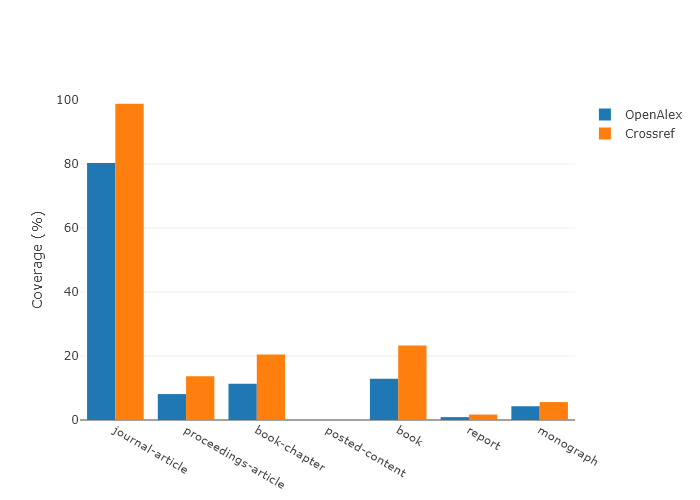 100
80
60
40
20
0
Coverage (%)
journal-article
proceedings-article
book-chapter
posted-content
book
report
monograph
OpenAlex
Crossref